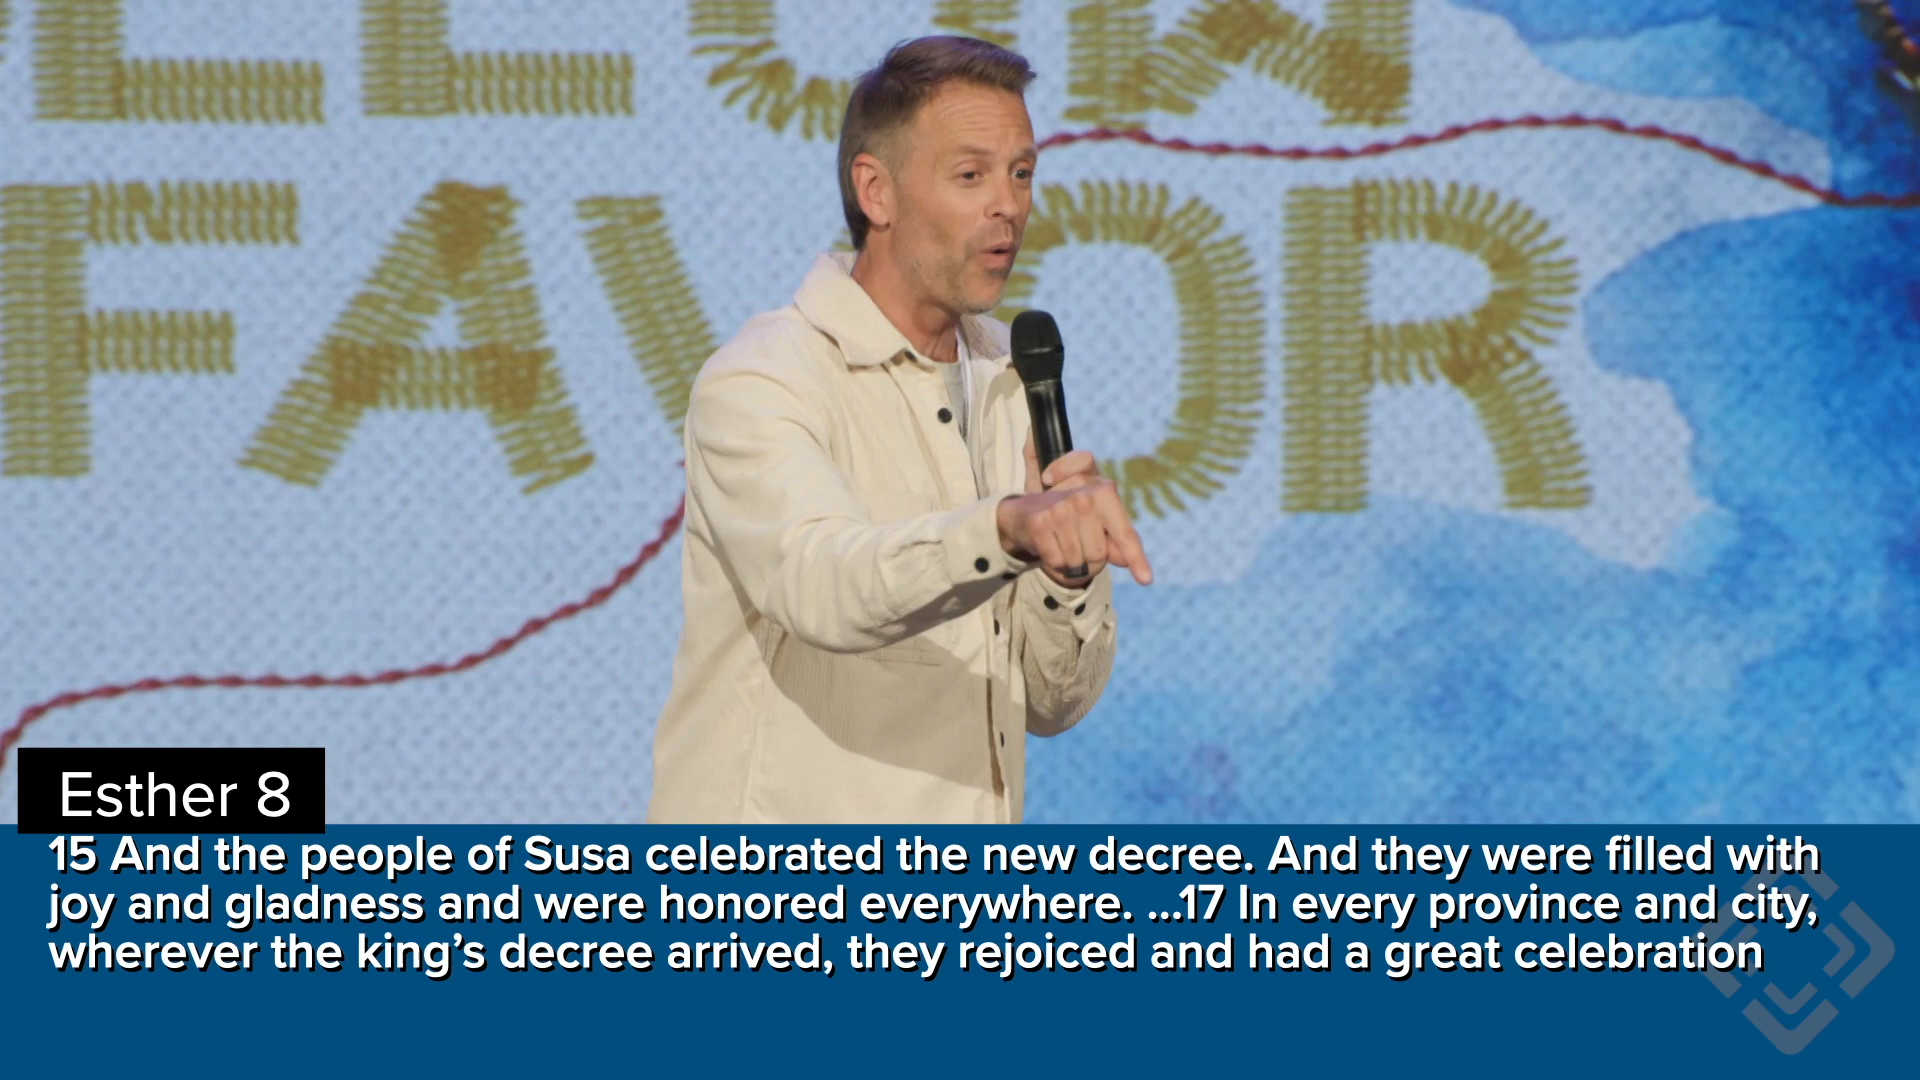 FAVOR
Esther 8
15 And the people of Susa celebrated the new decree. And they were filled with
joy and gladness and were honored everywhere. ...17 In every province and city,
wherever the king’s decree arrived, they rejoiced and had a great celebration